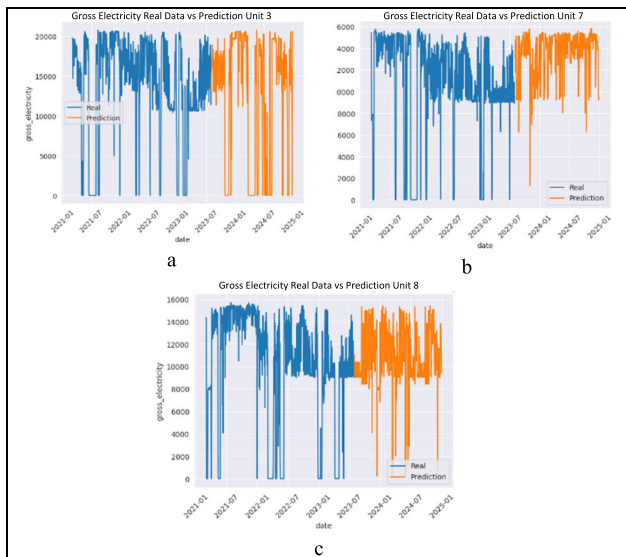 Gross Electricity Real Data vs Prediction Unit 3
20000
15000
10000
5000
0
gross_electricity
Real
Prediction
2021-01
2021-07
2022-01
2022-07
2023-01
2023-07
2024-01
2024-07
2025-01
date
a
Gross Electricity Real Data vs Prediction Unit 7
6000
4000
2000
0000
8000
6000
4000
2000
0
Real
Prediction
2021-01
2021-07
2022-01
2022-07
2023-01
2023-07
2024-01
2024-07
2025-01
date
b
Gross Electricity Real Data vs Prediction Unit 8
16000
14000
12000
10000
8000
6000
4000
2000
0
gross_electricity
Real
Prediction
2021-01
2021-07
2022-01
2022-07
2023-01
2023-07
2024-01
2024-07
2025-01
date
c